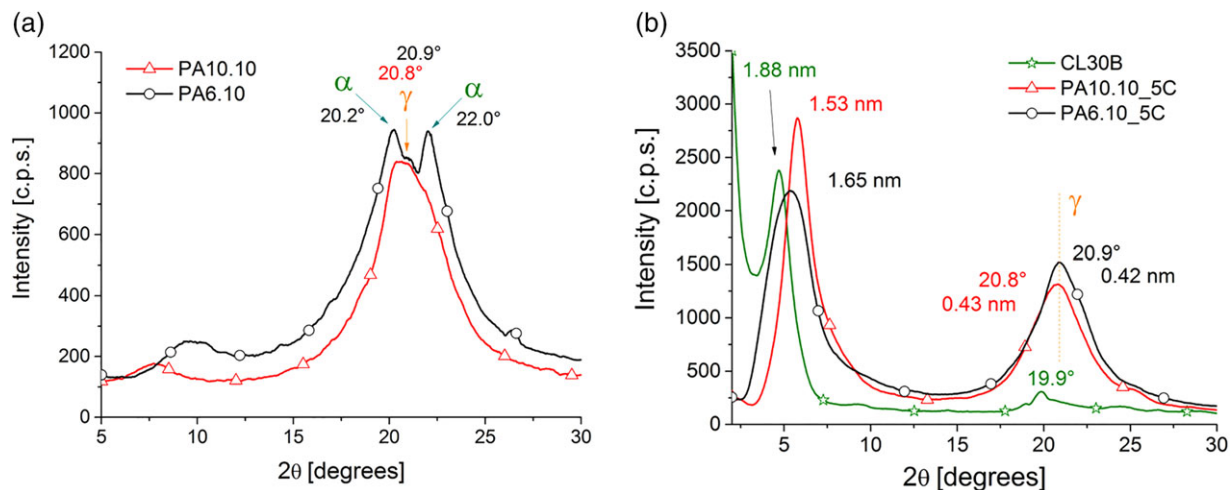 (a)
1200
1000
800
600
400
200
0
Intensity [c.p.s.]
PA10.10
PA6.10
20.9°
20.8°
α
γ
α
20.2°
22.0°
5
10
15
20
25
30
2θ [degrees]
(b)
3500
3000
2500
2000
1500
1000
500
0
Intensity [c.p.s.]
1.88 nm
CL30B
PA10.10_5C
PA6.10_5C
1.53 nm
1.65 nm
γ
20.8°
20.9°
0.43 nm
0.42 nm
19.9°
5
10
15
20
25
30
2θ [degrees]